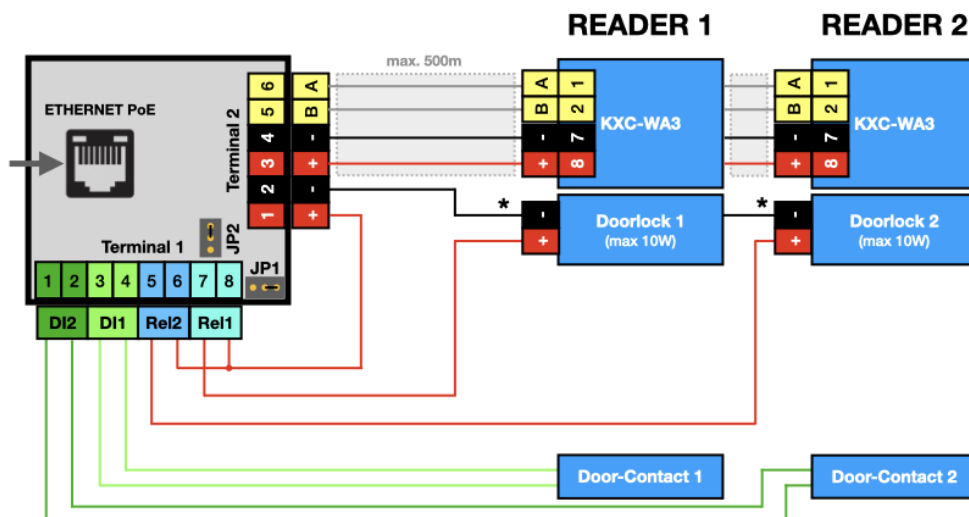 READER 1
READER 2
max. 500m
ETHERNET PoE
Terminal 2
6
5
4
3
2
1
A
B
-
+
-
+
A
B
-
+
1
2
7
8
KXC-WA3
A
B
-
+
1
2
7
8
KXC-WA3
*
-
+
Doorlock 1
(max 10W)
*
-
+
Doorlock 2
(max 10W)
JP2
Terminal 1
JP1
1 2 3 4 5 6 7 8
DI2 DI1 Rel2 Rel1
Door-Contact 1
Door-Contact 2